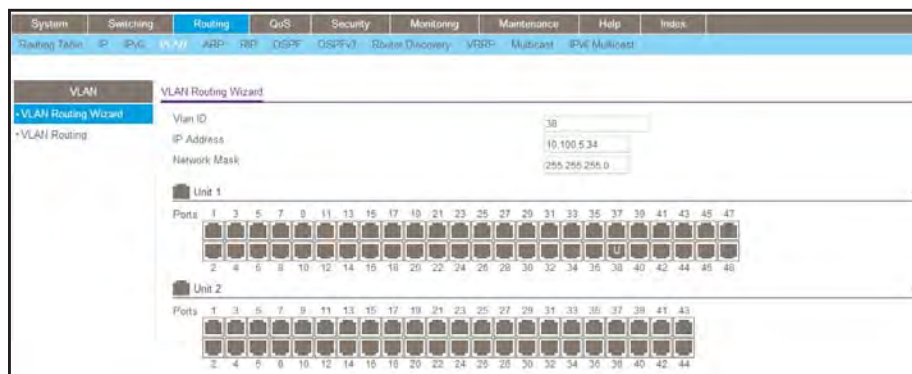 System Switching Routing QoS Security Monitoring Maintenance Help Index
Routing Table IP IPv6 VLAN ARP RIP OSPF OSPFv3 Router Discovery VRRP Multicast IPv6 Multicast
VLAN
VLAN Routing Wizard
VLAN Routing
VLAN Routing Wizard
Vlan ID 38
IP Address 10.100.5.34
Network Mask 255.255.255.0
Unit 1
Ports 1 3 5 7 9 11 13 15 17 19 21 23 25 27 29 31 33 35 37 39 41 43 45 47
U
2 4 6 8 10 12 14 16 18 20 22 24 26 28 30 32 34 36 38 40 42 44 46 48
Unit 2
Ports 1 3 5 7 9 11 13 15 17 19 21 23 25 27 29 31 33 35 37 39 41 43
2 4 6 8 10 12 14 16 18 20 22 24 26 28 30 32 34 36 38 40 42 44